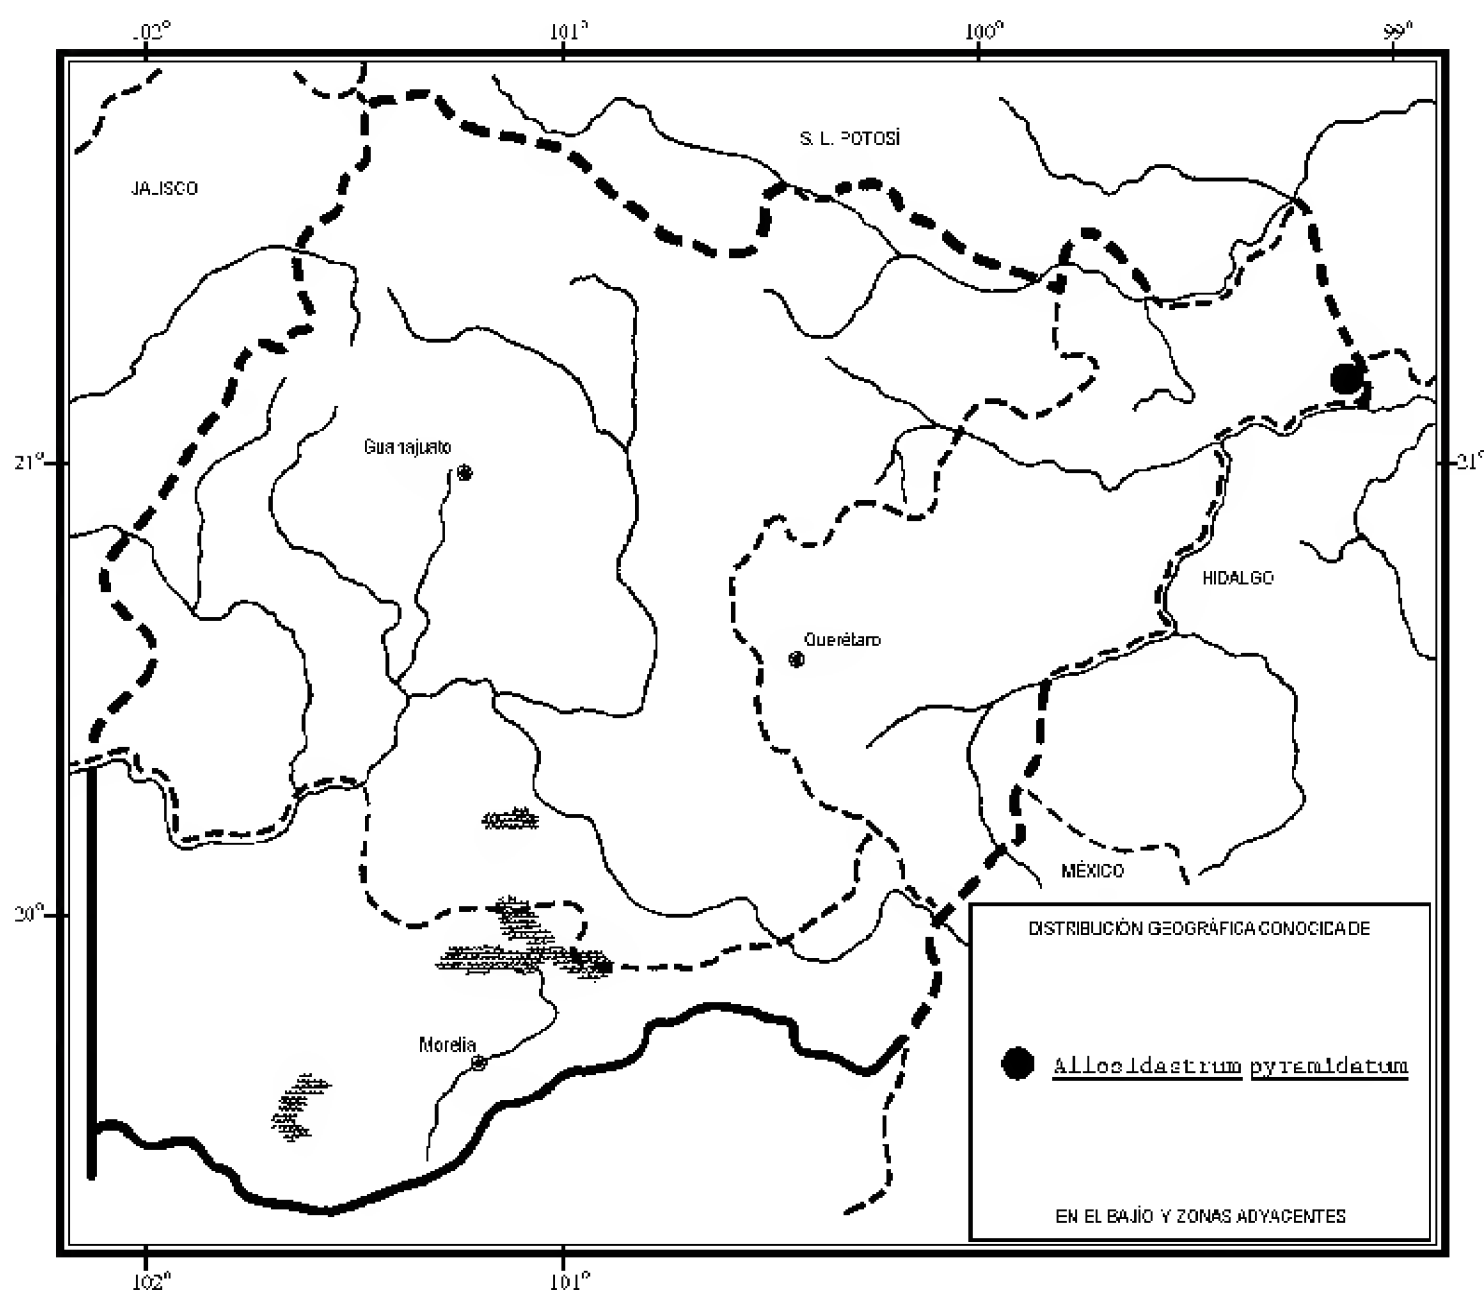 102° 101° 100° 99°
S. L. POTOSÍ
JALISCO
Guanajuato
21° 21°
HIDALGO
Querétaro
MÉXICO
20°
DISTRIBUCIÓN GEOGRÁFICA CONOCIDA DE
Morelia
Allosidastrum pyramidatum
EN EL BAJÍO Y ZONAS ADYACENTES
102° 101°